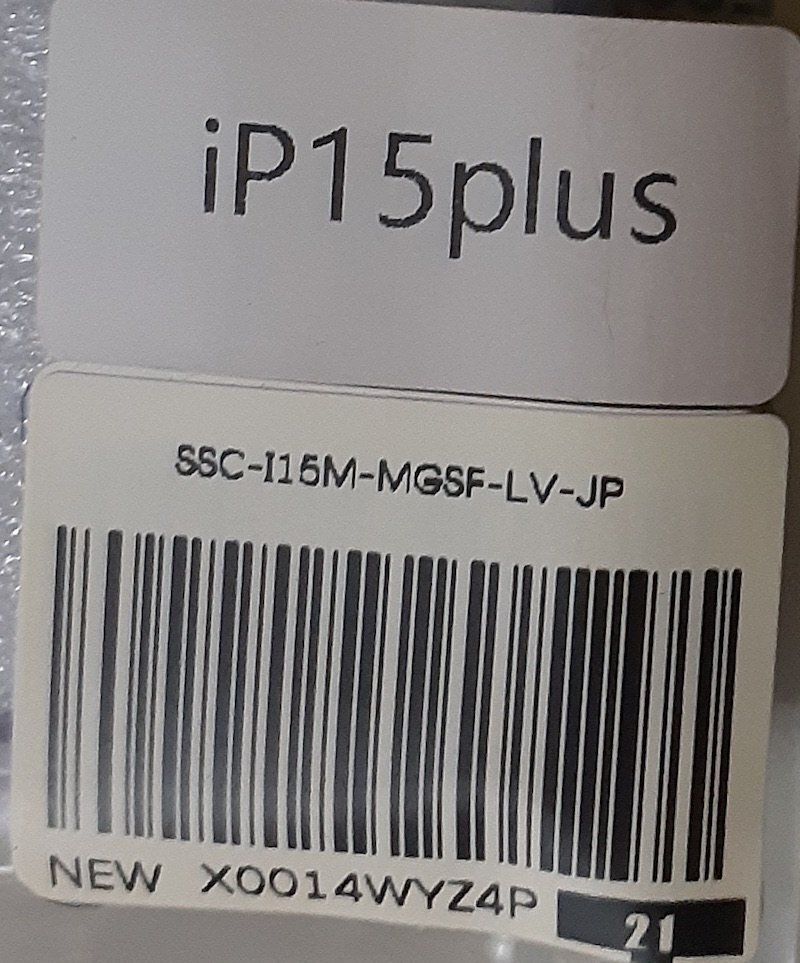 iP15plus
SSC-I15M-MGSF-LV-JP
NEW X0014WYZ4P
21